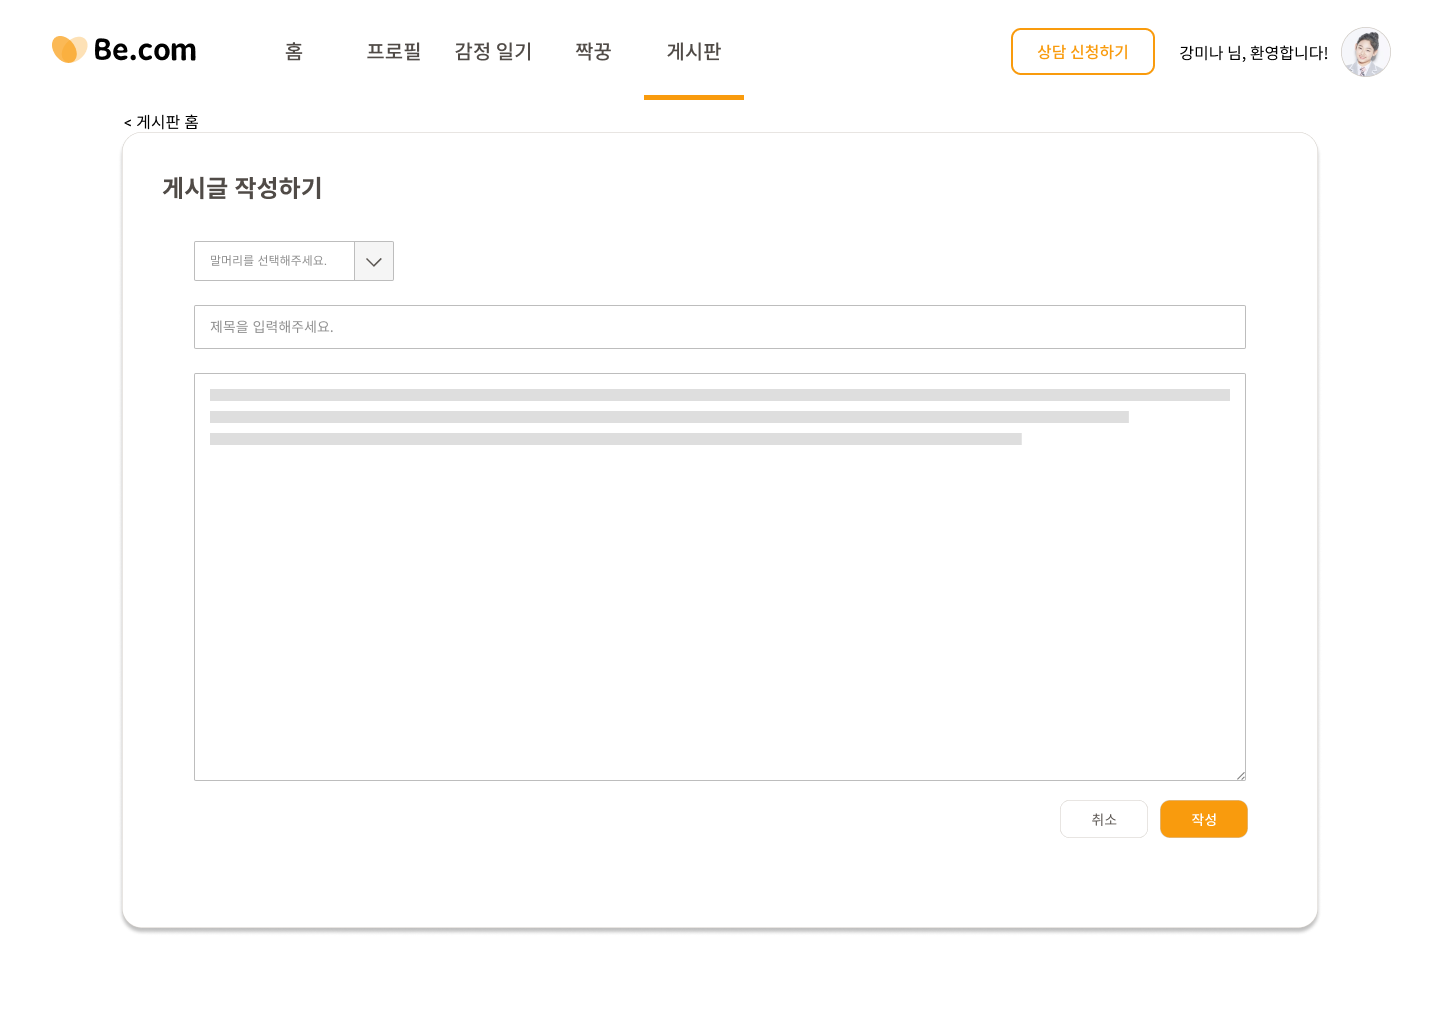 Be.com
홈
프로필
감정 일기
짝꿍
게시판
상담 신청하기
강미나 님, 환영합니다!
< 게시판 홈
게시글 작성하기
말머리를 선택해주세요.
제목을 입력해주세요.
취소
작성